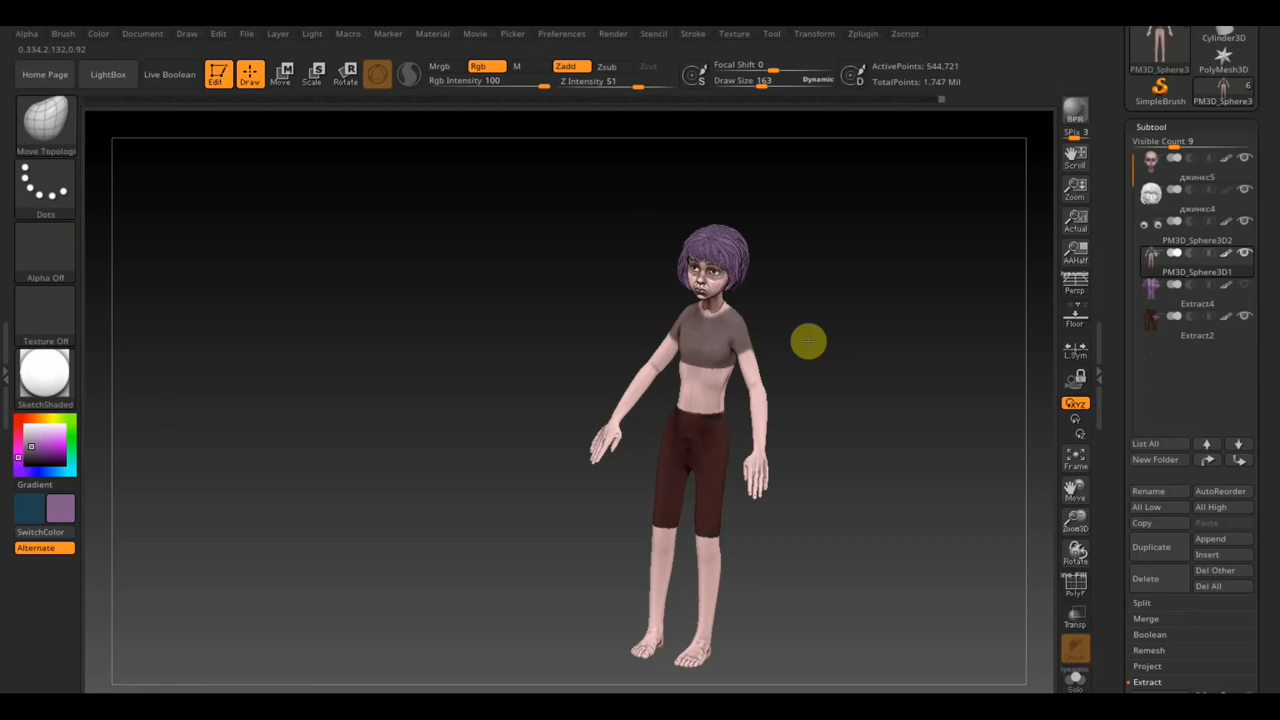 Alpha Brush Color Document Draw Edit File Layer Light Macro Marker Material Movie Picker Preferences Render Stencil Stroke Texture Tool Transform Zplugin Zscript
0.334,2.132,0.92
Home Page LightBox Live Boolean Edit Draw Move Scale Rotate
Mrgb Rgb M Zadd Zsub Zcut
Rgb Intensity 100 Z Intensity 51
S Focal Shift 0
Draw Size 163 Dynamic
D ActivePoints: 544,721
TotalPoints: 1.747 Mil
Move Topologi
Dots
Alpha Off
Texture Off
SketchShaded
Gradient
SwitchColor
Alternate
BPR
SPix 3
Scroll
Zoom
Actual
AAHalf
Dynamic
Persp
Floor
L.Sym
XYZ
Y
Z
Frame
Move
Zoom3D
Rotate
PolyF
Transp
Dynamic
Solo
Cylinder3D
PM3D_Sphere3 PolyMesh3D
6
SimpleBrush PM3D_Sphere3
Subtool
Visible Count 9
джинкс5
джинкс4
PM3D_Sphere3D2
PM3D_Sphere3D1
Extract4
Extract2
List All
New Folder
Rename AutoReorder
All Low All High
Copy Paste
Duplicate Append
Insert
Delete Del Other
Del All
Split
Merge
Boolean
Remesh
Project
Extract